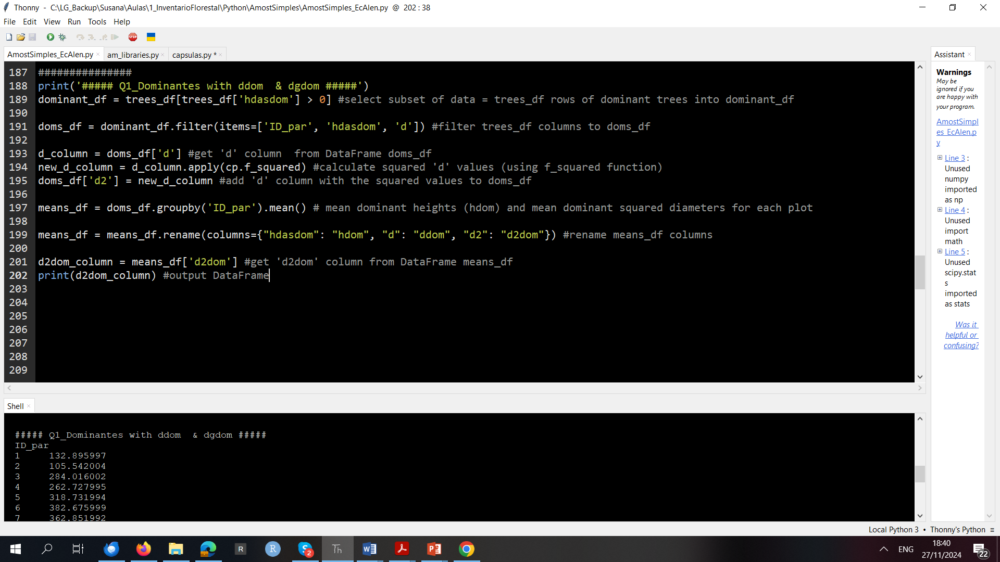 Thonny - C:\LG_Backup\Susana\Aulas\1_InventarioFlorestal\Python\AmostSimples\AmostSimples_EcAlen.py @ 202 : 38
File Edit View Run Tools Help
AmostSimples_EcAlen.py × am_libraries.py × capsulas.py * ×
187 ###############
188 print('##### Q1_Dominantes with ddom  & dgdom #####')
189 dominant_df = trees_df[trees_df['hdasdom'] > 0] #select subset of data = trees_df rows of dominant trees into dominant_df
190
191 doms_df = dominant_df.filter(items=['ID_par', 'hdasdom', 'd']) #filter trees_df columns to doms_df
192
193 d_column = doms_df['d'] #get 'd' column  from DataFrame doms_df
194 new_d_column = d_column.apply(cp.f_squared) #calculate squared 'd' values (using f_squared function)
195 doms_df['d2'] = new_d_column #add 'd' column with the squared values to doms_df
196
197 means_df = doms_df.groupby('ID_par').mean() # mean dominant heights (hdom) and mean dominant squared diameters for each plot
198
199 means_df = means_df.rename(columns={"hdasdom": "hdom", "d": "ddom", "d2": "d2dom"}) #rename means_df columns
200
201 d2dom_column = means_df['d2dom'] #get 'd2dom' column from DataFrame means_df
202 print(d2dom_column) #output DataFrame
203
204
205
206
207
208
209
Shell ×
##### Q1_Dominantes with ddom  & dgdom #####
ID_par
1     132.895997
2     105.542004
3     284.016002
4     262.727995
5     318.731994
6     382.675999
7     362.851992
Assistant ×
Warnings
May be
ignored if you
are happy with
your program.
AmostSimpl
es_EcAlen.p
y
Line 3 :
Unused
numpy
imported
as np
Line 4 :
Unused
import
math
Line 5 :
Unused
scipy.stat
s
imported
as stats
Was it
helpful or
confusing?
Local Python 3 • Thonny's Python ≡
STOP
R
R
2
Th
W
P
ENG
18:40
27/11/2024
22